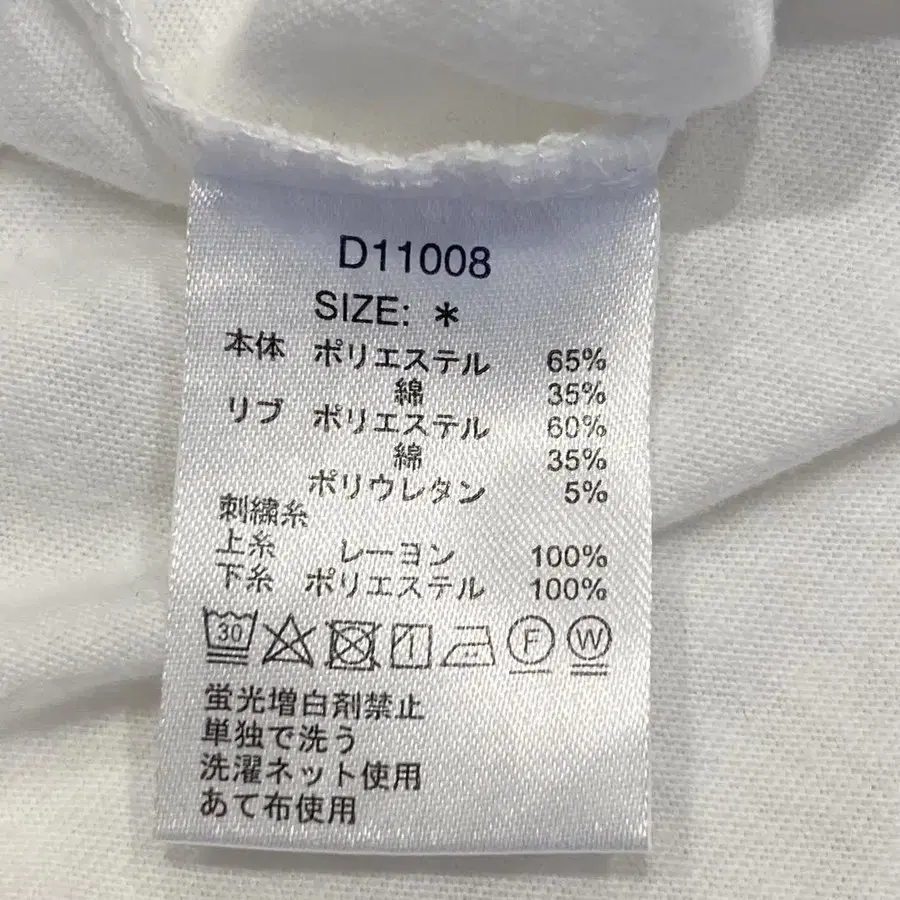 D11008
SIZE: *
本体 ポリエステル 65%
綿 35%
リブ ポリエステル 60%
綿 35%
ポリウレタン 5%
刺繍糸
上糸 レーヨン 100%
下糸 ポリエステル 100%
30 F W
蛍光増白剤禁止
単独で洗う
洗濯ネット使用
あて布使用